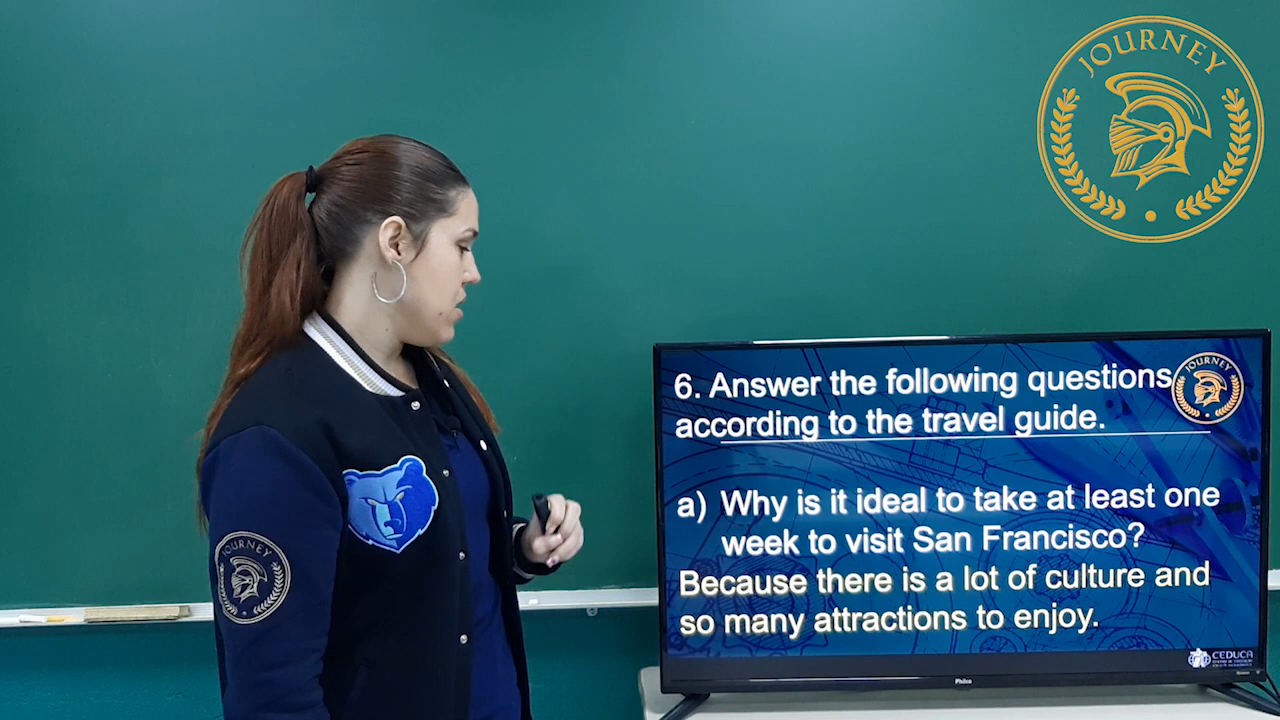 JOURNEY
JOURNEY
6. Answer the following questions
according to the travel guide.
a) Why is it ideal to take at least one
week to visit San Francisco?
Because there is a lot of culture and
so many attractions to enjoy.
CEDUCA
Philco
JOURNEY